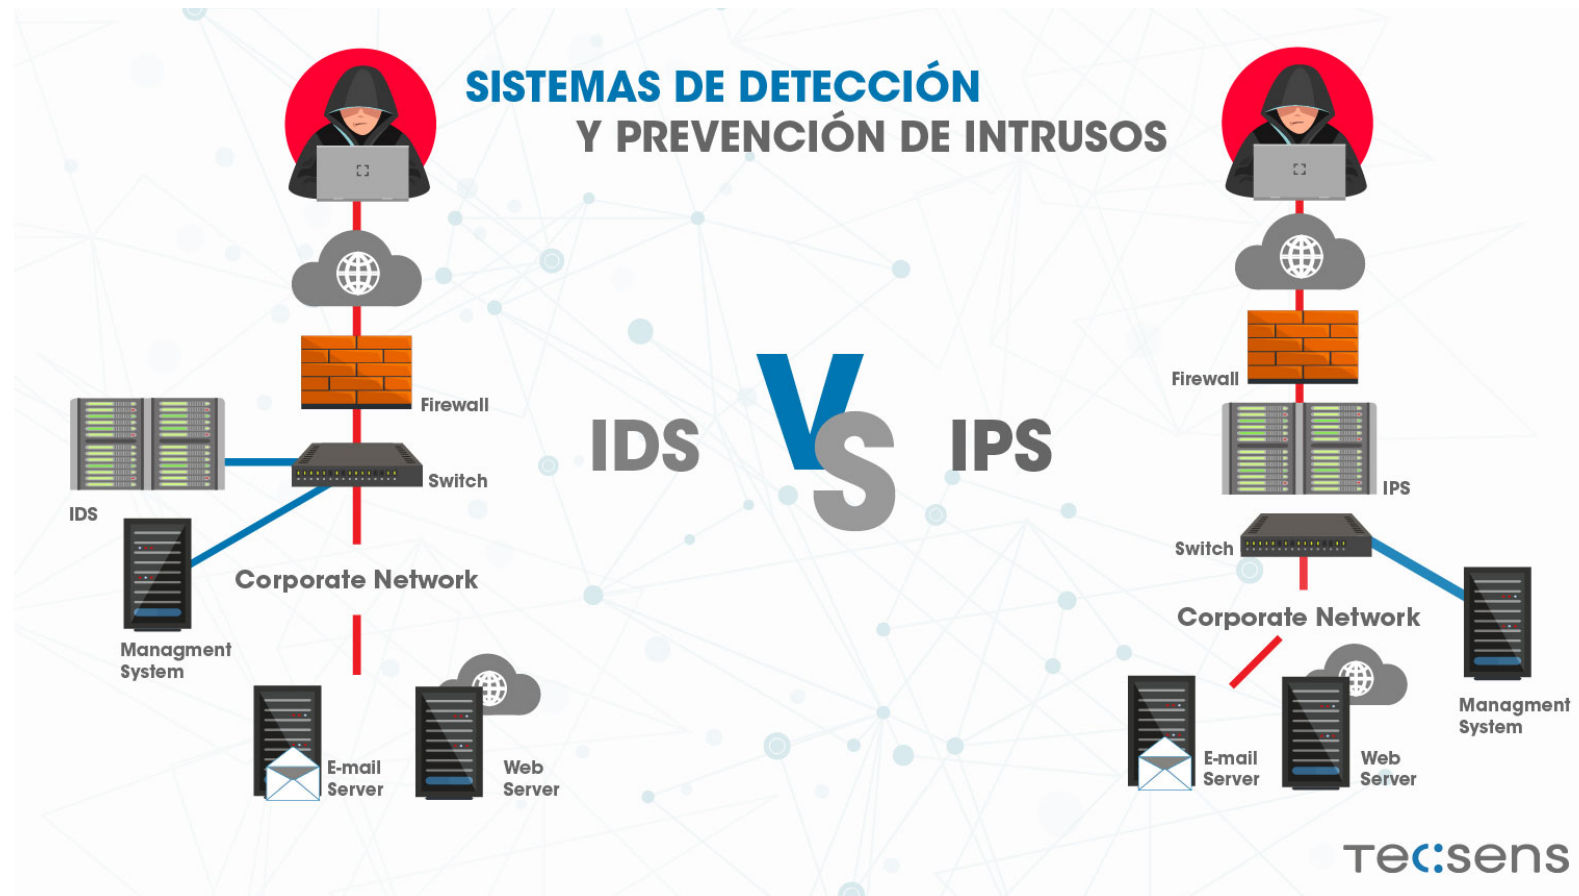 SISTEMAS DE DETECCIÓN
Y PREVENCIÓN DE INTRUSOS
Firewall
Switch
IDS
Managment
System
Corporate Network
E-mail
Server
Web
Server
IDS
VS
IPS
Firewall
IPS
Switch
Corporate Network
Managment
System
E-mail
Server
Web
Server
Tec:sens